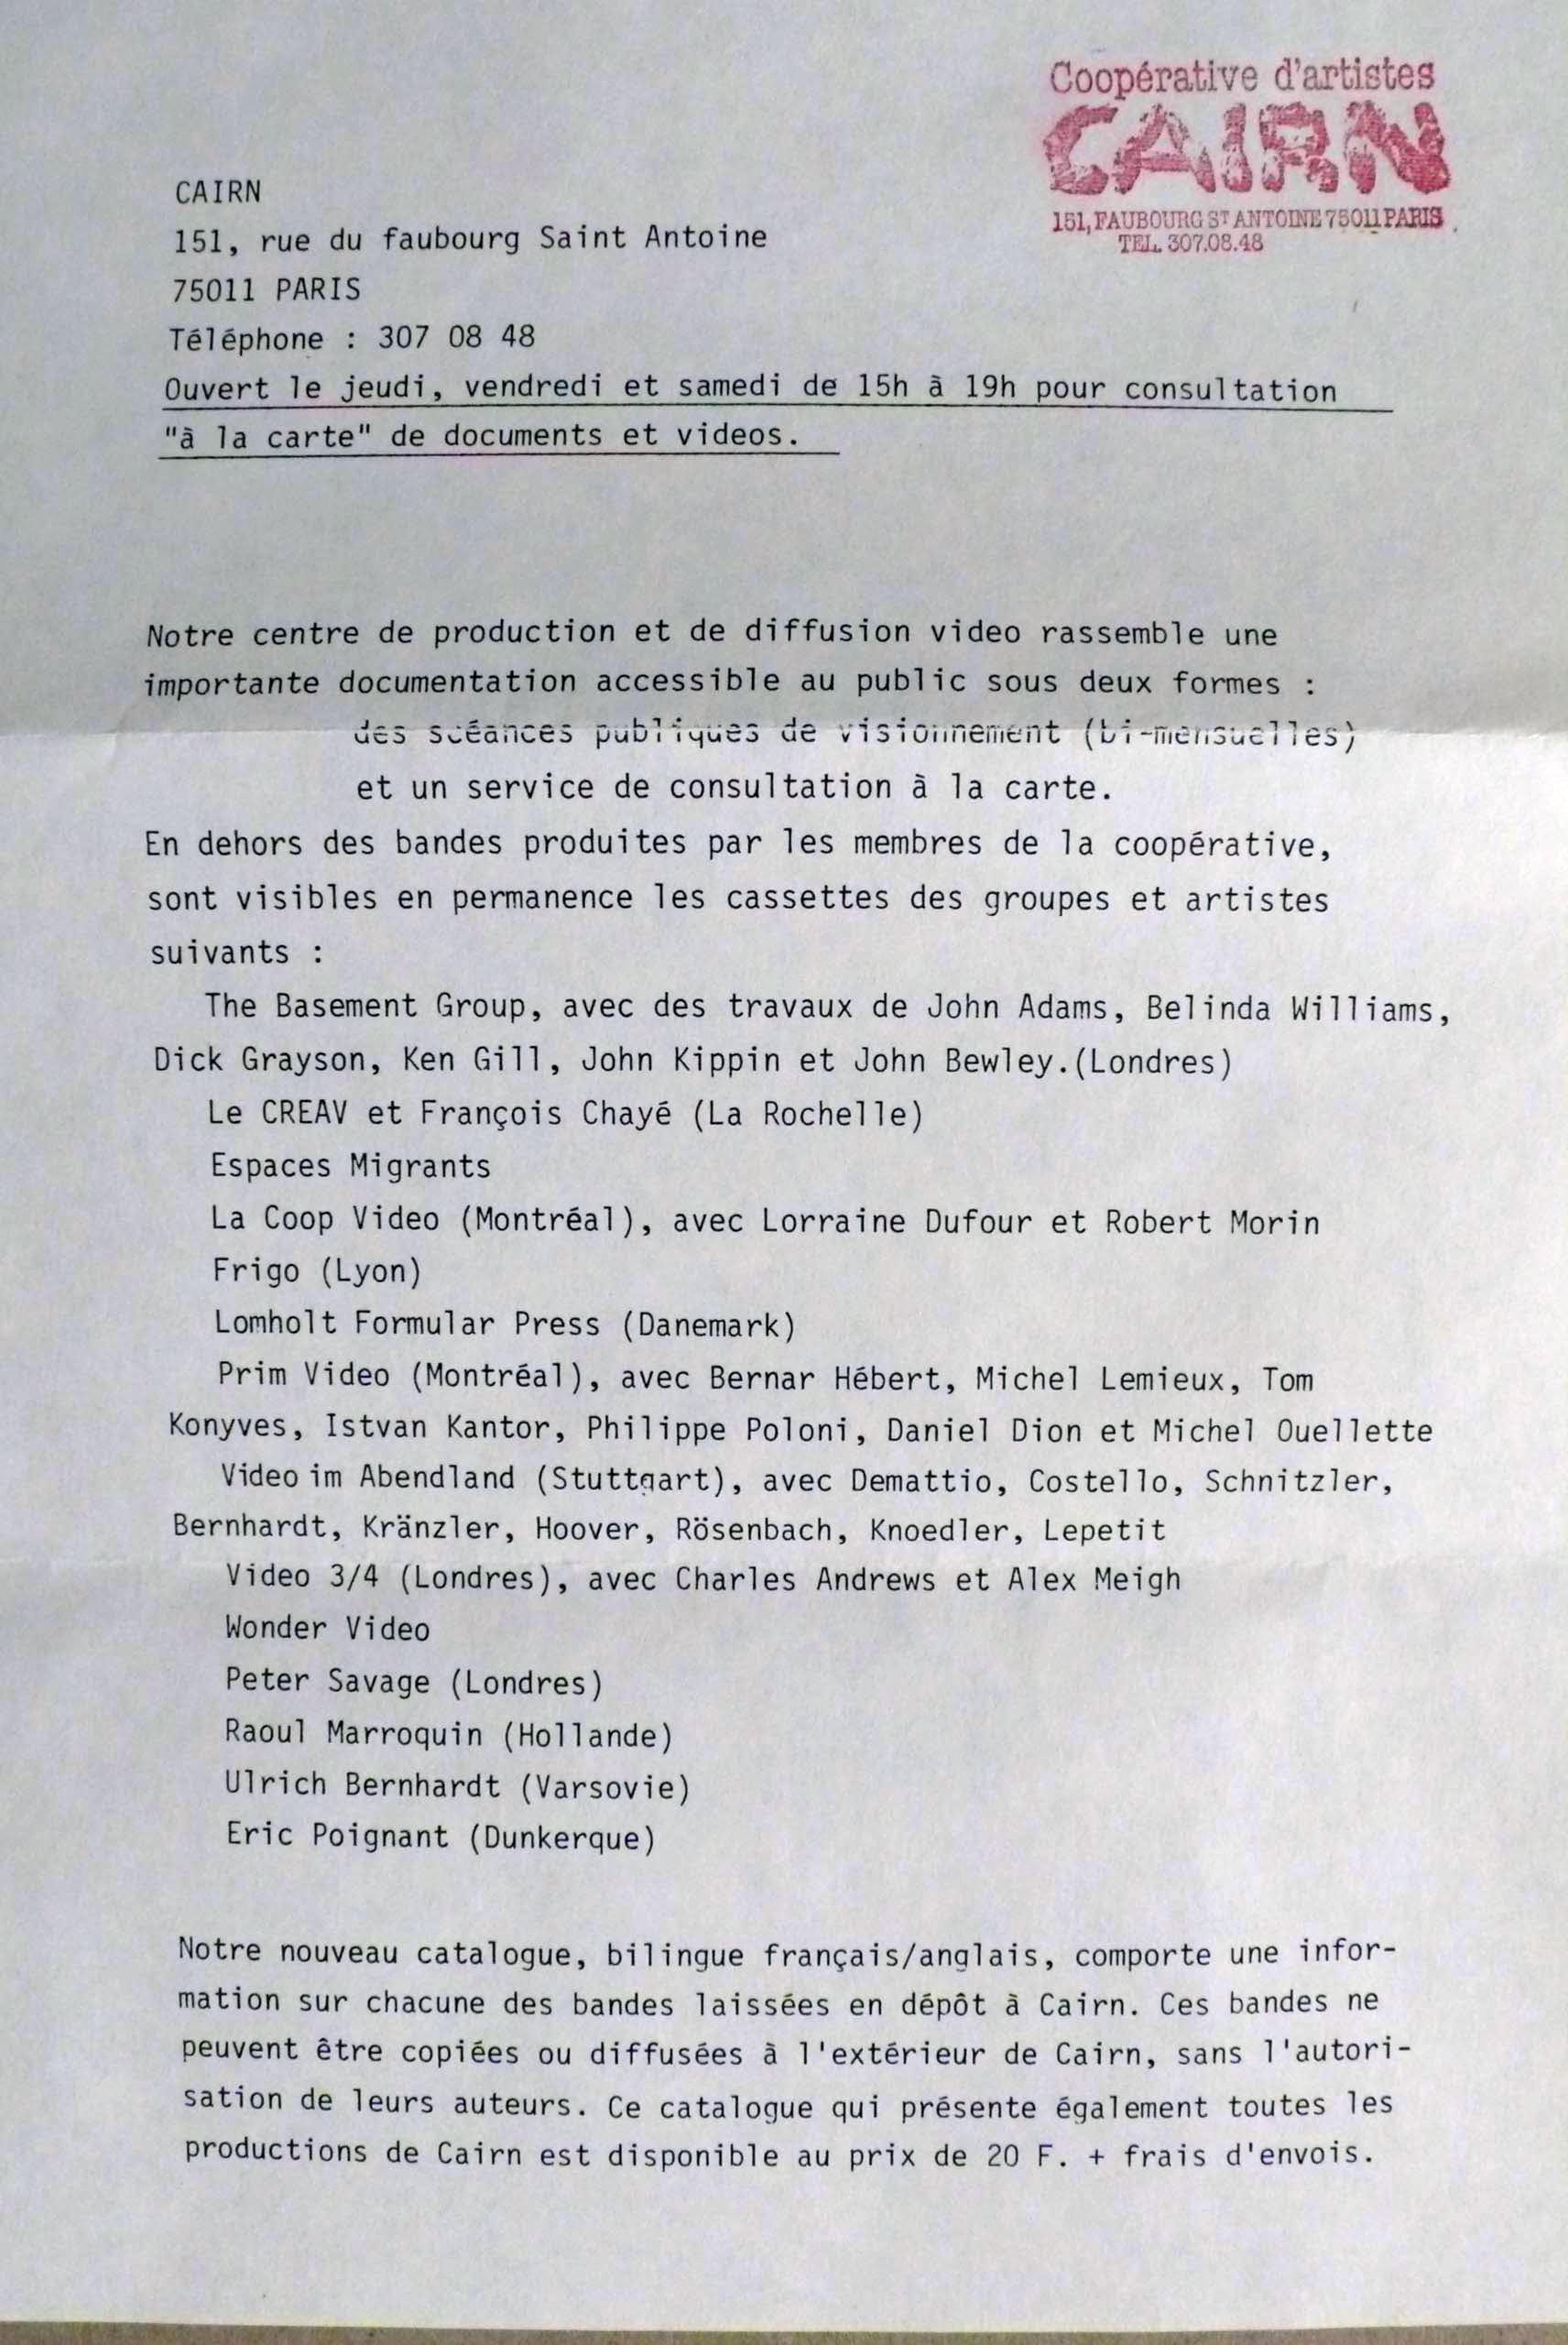 Coopérative d'artistes
CAIRN
151, FAUBOURG ST ANTOINE 75011 PARIS
TEL. 307.08.48
CAIRN
151, rue du faubourg Saint Antoine
75011 PARIS
Téléphone : 307 08 48
Ouvert le jeudi, vendredi et samedi de 15h à 19h pour consultation
"à la carte" de documents et videos.
Notre centre de production et de diffusion video rassemble une
importante documentation accessible au public sous deux formes :
des scéances publiques de visionnement (bi-mensuelles)
et un service de consultation à la carte.
En dehors des bandes produites par les membres de la coopérative,
sont visibles en permanence les cassettes des groupes et artistes
suivants :
The Basement Group, avec des travaux de John Adams, Belinda Williams,
Dick Grayson, Ken Gill, John Kippin et John Bewley.(Londres)
Le CREAV et François Chayé (La Rochelle)
Espaces Migrants
La Coop Video (Montréal), avec Lorraine Dufour et Robert Morin
Frigo (Lyon)
Lomholt Formular Press (Danemark)
Prim Video (Montréal), avec Bernar Hébert, Michel Lemieux, Tom
Konyves, Istvan Kantor, Philippe Poloni, Daniel Dion et Michel Ouellette
Video im Abendland (Stuttgart), avec Demattio, Costello, Schnitzler,
Bernhardt, Kränzler, Hoover, Rösenbach, Knoedler, Lepetit
Video 3/4 (Londres), avec Charles Andrews et Alex Meigh
Wonder Video
Peter Savage (Londres)
Raoul Marroquin (Hollande)
Ulrich Bernhardt (Varsovie)
Eric Poignant (Dunkerque)
Notre nouveau catalogue, bilingue français/anglais, comporte une infor-
mation sur chacune des bandes laissées en dépôt à Cairn. Ces bandes ne
peuvent être copiées ou diffusées à l'extérieur de Cairn, sans l'autori-
sation de leurs auteurs. Ce catalogue qui présente également toutes les
productions de Cairn est disponible au prix de 20 F. + frais d'envois.